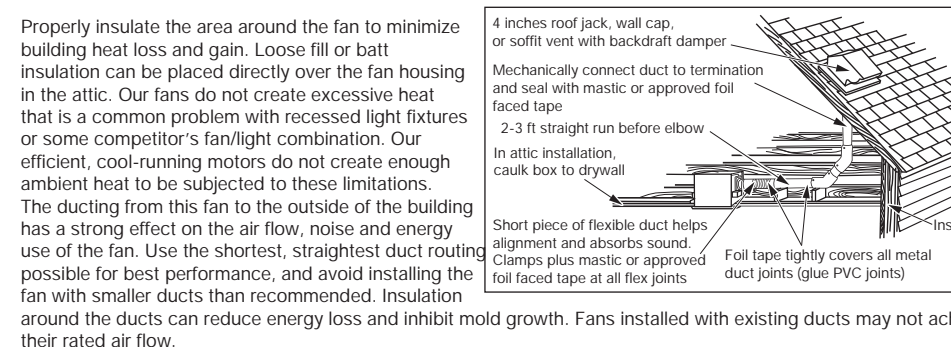 Properly insulate the area around the fan to minimize
building heat loss and gain. Loose fill or batt
insulation can be placed directly over the fan housing
in the attic. Our fans do not create excessive heat
that is a common problem with recessed light fixtures
or some competitor's fan/light combination. Our
efficient, cool-running motors do not create enough
ambient heat to be subjected to these limitations.
The ducting from this fan to the outside of the building
has a strong effect on the air flow, noise and energy
use of the fan. Use the shortest, straightest duct routing
possible for best performance, and avoid installing the
fan with smaller ducts than recommended. Insulation
around the ducts can reduce energy loss and inhibit mold growth. Fans installed with existing ducts may not
their rated air flow.
4 inches roof jack, wall cap,
or soffit vent with backdraft damper
Mechanically connect duct to termination
and seal with mastic or approved foil
faced tape
2-3 ft straight run before elbow
In attic installation,
caulk box to drywall
Short piece of flexible duct helps
alignment and absorbs sound.
Clamps plus mastic or approved
foil faced tape at all flex joints
Foil tape tightly covers all metal
duct joints (glue PVC joints)